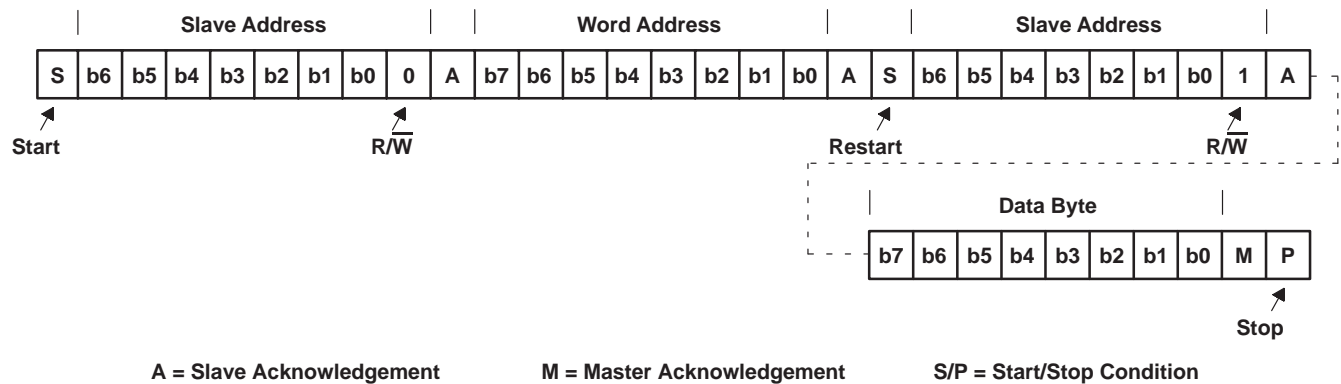 Slave Address Word Address Slave Address
S b6 b5 b4 b3 b2 b1 b0 0 A b7 b6 b5 b4 b3 b2 b1 b0 A S b6 b5 b4 b3 b2 b1 b0 1 A
Start R/W̅ Restart R/W̅
Data Byte
b7 b6 b5 b4 b3 b2 b1 b0 M P
Stop
A = Slave Acknowledgement M = Master Acknowledgement S/P = Start/Stop Condition